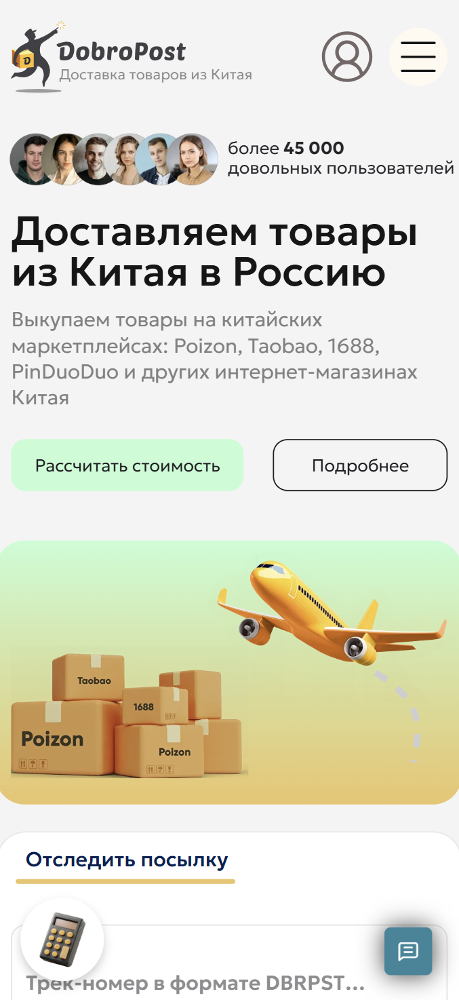 D
DobroPost
Доставка товаров из Китая
более 45 000
довольных пользователей
Доставляем товары
из Китая в Россию
Выкупаем товары на китайских
маркетплейсах: Poizon, Taobao, 1688,
PinDuoDuo и других интернет-магазинах
Китая
Рассчитать стоимость
Подробнее
Taobao
1688
Poizon
Poizon
Отследить посылку
Трек-номер в формате DBRPST...